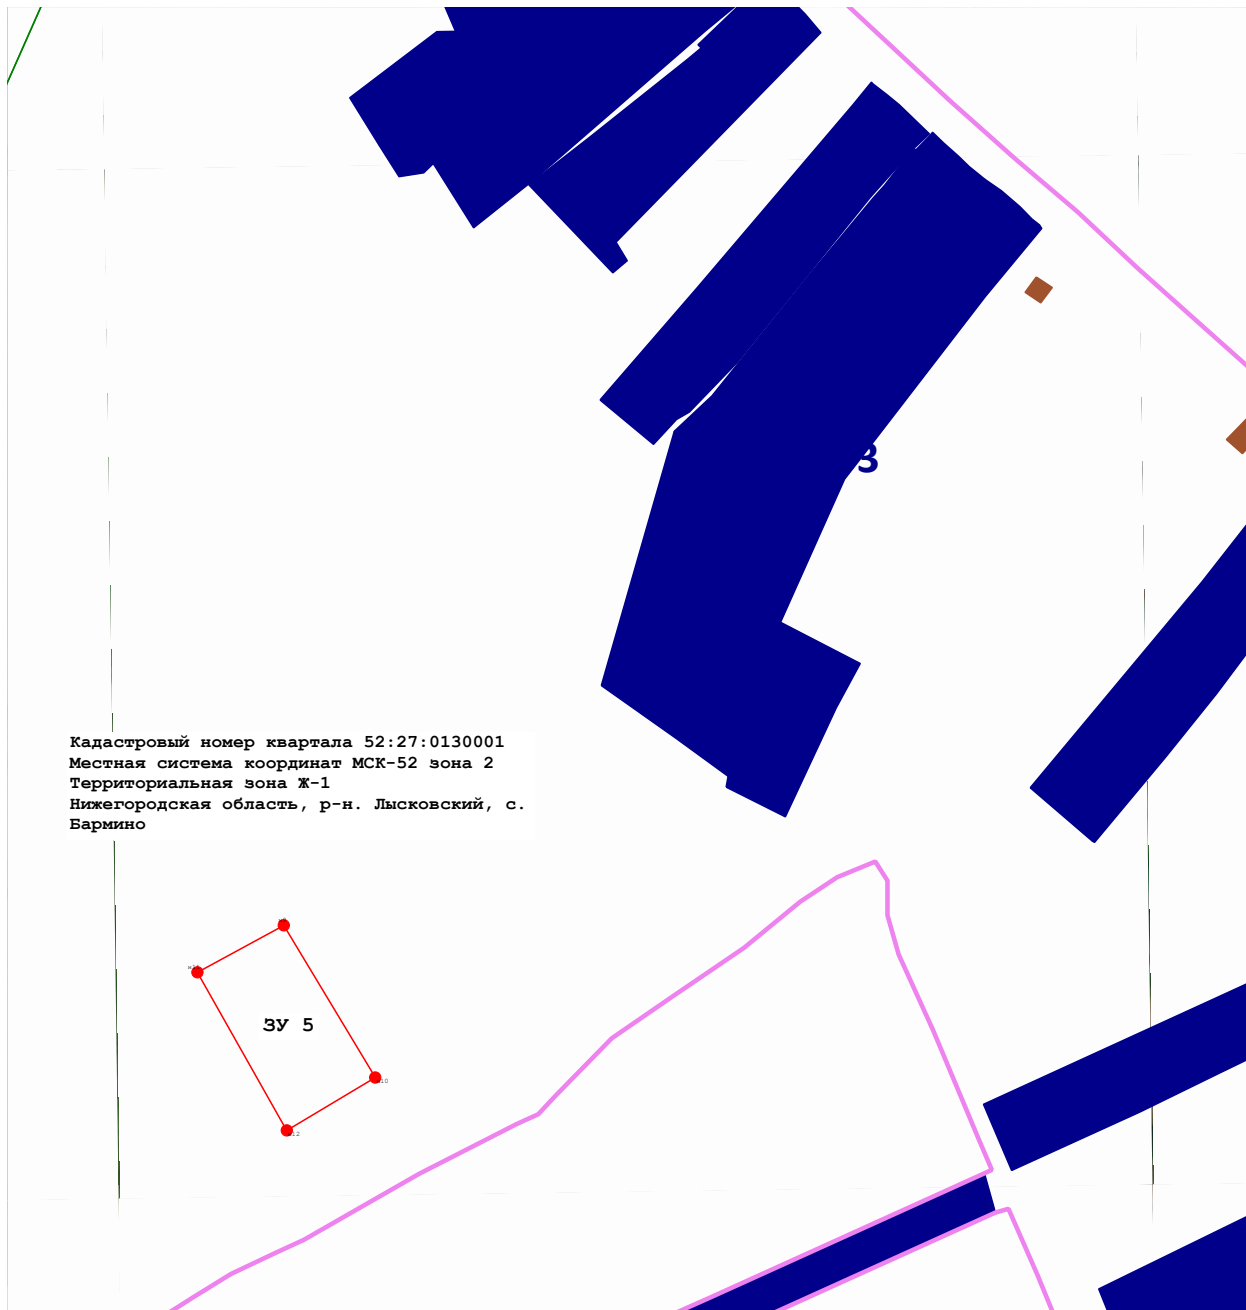 3
Кадастровый номер квартала 52:27:0130001
Местная система координат МСК-52 зона 2
Территориальная зона Ж-1
Нижегородская область, р-н. Лысковский, с.
Бармино
ЗУ 5